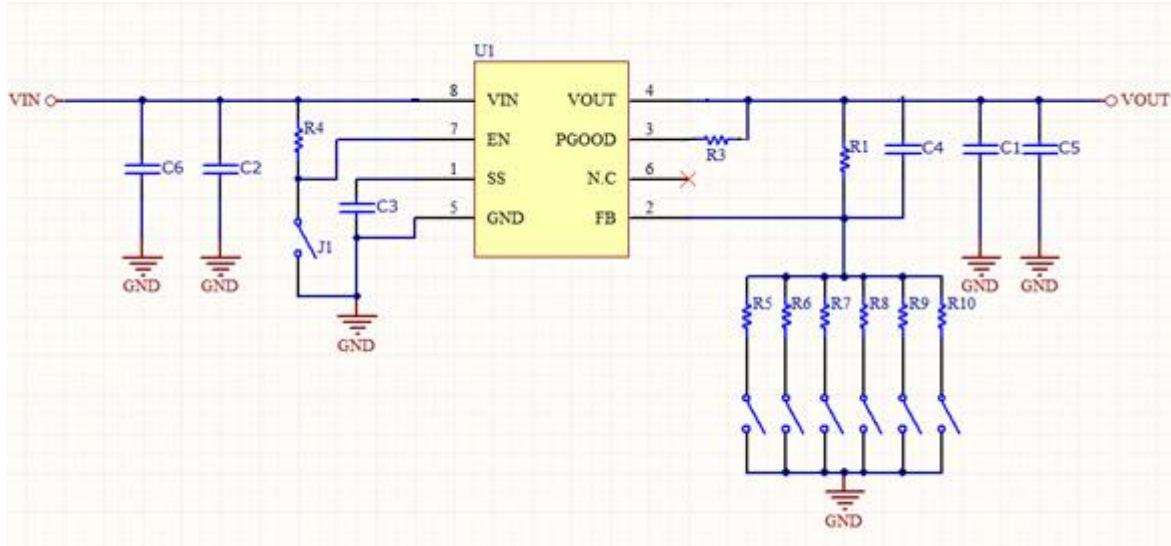 U1
VIN
8 VIN VOUT 4
VOUT
R4
7 EN PGOOD 3
R3
R1
C4
C1
C5
C6
C2
1 SS N.C 6
C3
5 GND FB 2
J1
GND
GND
GND
GND
GND
R5
R6
R7
R8
R9
R10
GND